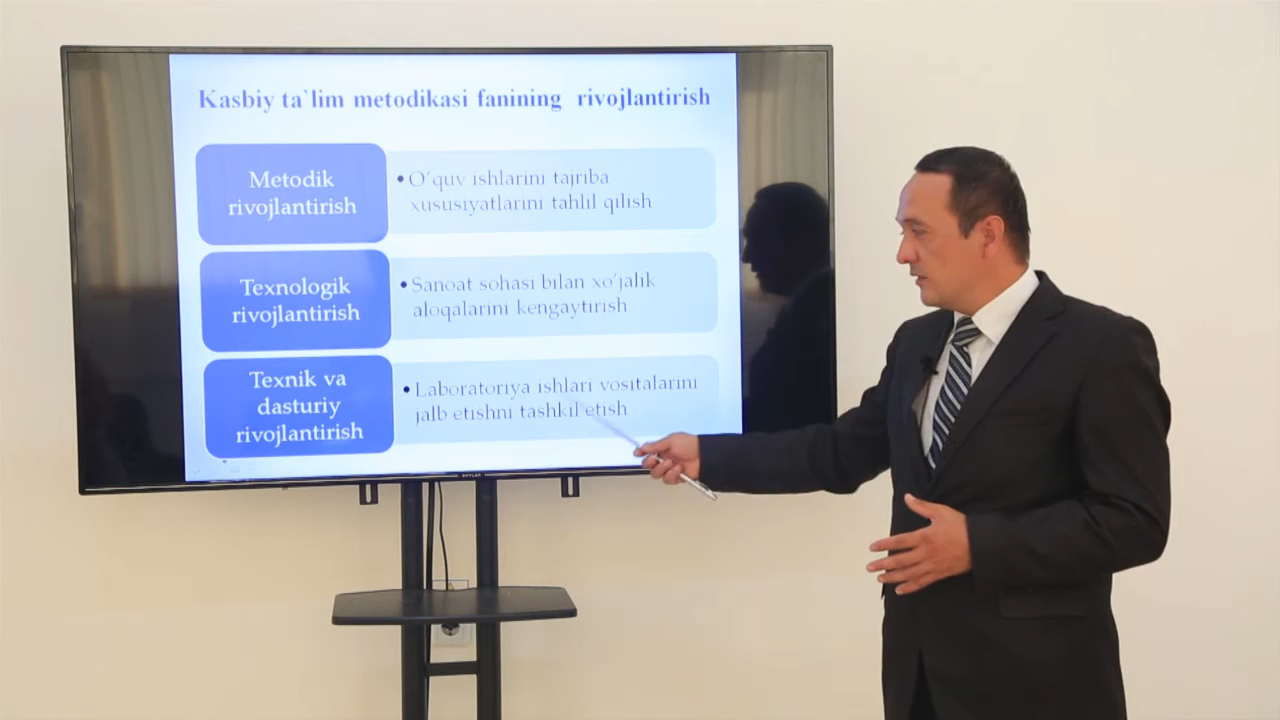 Kasbiy ta`lim metodikasi fanining rivojlantirish
Metodik
rivojlantirish
• O‘quv ishlarini tajriba
xususiyatlarini tahlil qilish
Texnologik
rivojlantirish
• Sanoat sohasi bilan xo‘jalik
aloqalarini kengaytirish
Texnik va
dasturiy
rivojlantirish
• Laboratoriya ishlari vositalarini
jalb etishni tashkil etish